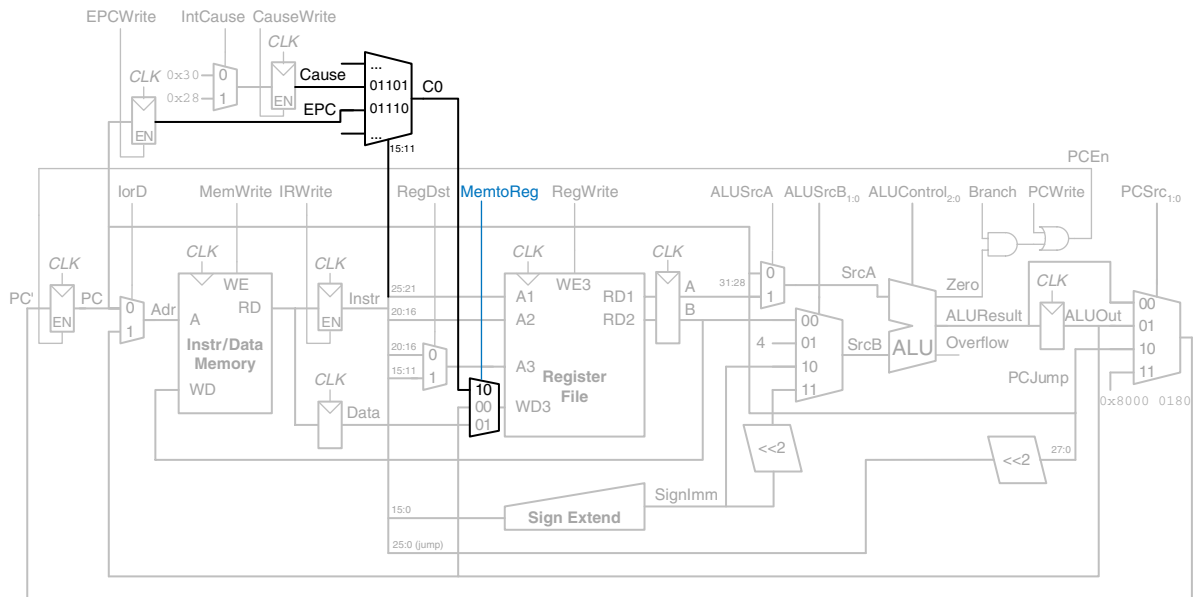 EPCWrite IntCause CauseWrite
CLK
CLK
0x30 0
0x28 1
EN
Cause
EPC
EN
...
01101
01110
...
C0
15:11
PCEn
IorD MemWrite IRWrite RegDst MemtoReg RegWrite ALUSrcA ALUSrcB1:0 ALUControl2:0 Branch PCWrite PCSrc1:0
CLK CLK CLK CLK CLK CLK
PC' PC
EN
0
1
Adr
WE
RD
A
Instr/Data
Memory
WD
EN
Instr
Data
25:21
20:16
20:16
15:11
0
1
10
00
01
WE3
A1 RD1
A2 RD2
A3
Register
File
WD3
A
B
31:28
0
1
SrcA
4
00
01
10
11
SrcB
ALU
Zero
ALUResult
Overflow
ALUOut
PCJump
00
01
10
11
0x8000 0180
<<2
<<2
27:0
SignImm
15:0
Sign Extend
25:0 (jump)